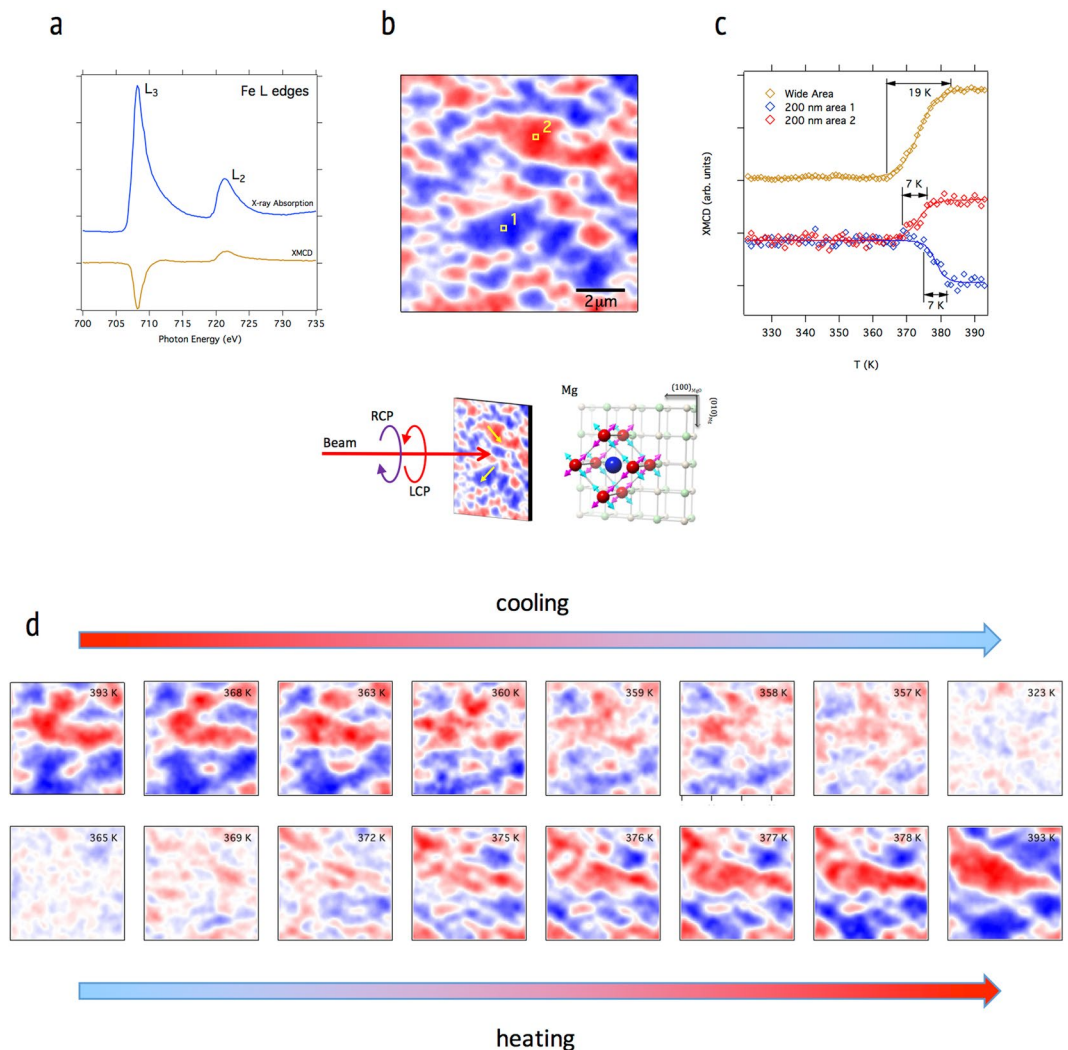 a
Fe L edges
L3
L2
X-ray Absorption
XMCD
700 705 710 715 720 725 730 735
Photon Energy (eV)
b
2
1
2μm
c
Wide Area
200 nm area 1
200 nm area 2
19 K
7 K
7 K
XMCD (arb. units)
330 340 350 360 370 380 390
T (K)
RCP
Beam
LCP
Mg
(100)MgO
cooling
d
393 K 368 K 363 K 360 K 359 K 358 K 357 K 323 K
365 K 369 K 372 K 375 K 376 K 377 K 378 K 393 K
heating